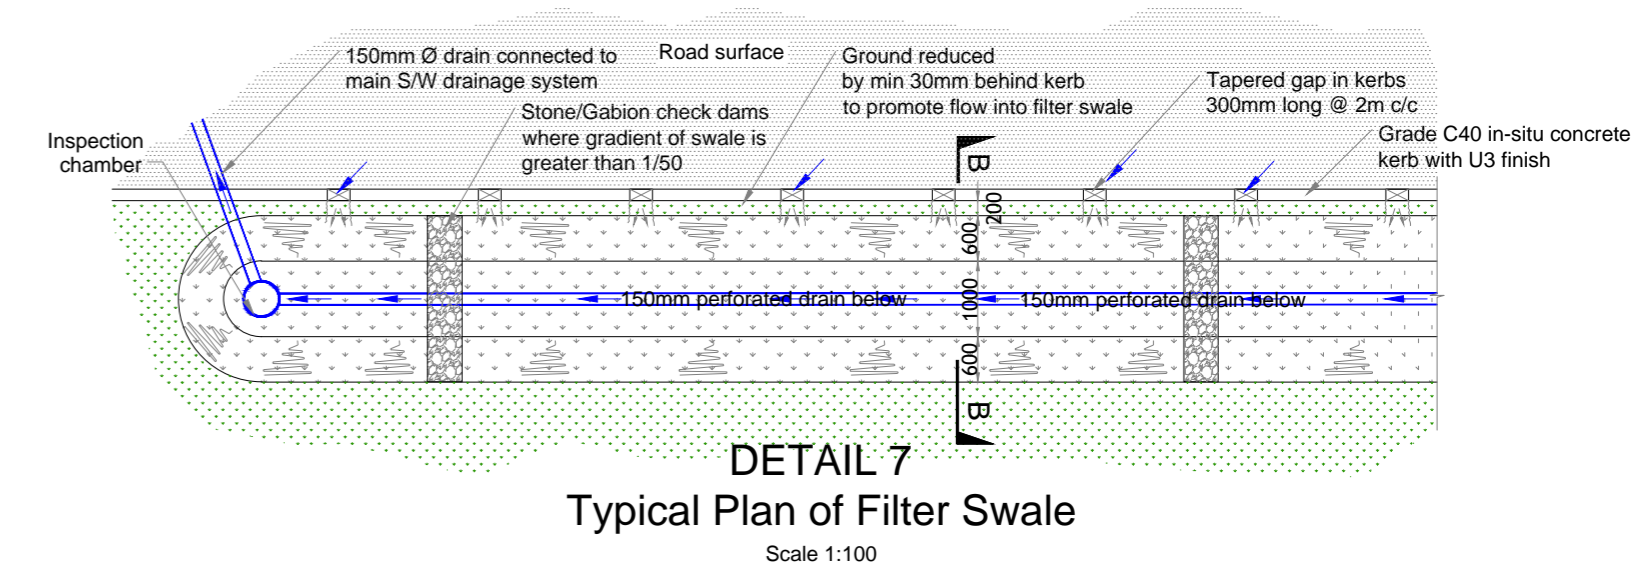 150mm Ø drain connected to
main S/W drainage system
Road surface
Ground reduced
by min 30mm behind kerb
to promote flow into filter swale
Tapered gap in kerbs
300mm long @ 2m c/c
Stone/Gabion check dams
where gradient of swale is
greater than 1/50
Grade C40 in-situ concrete
kerb with U3 finish
Inspection
chamber
B
200
600
1000
600
150mm perforated drain below
150mm perforated drain below
B
DETAIL 7
Typical Plan of Filter Swale
Scale 1:100